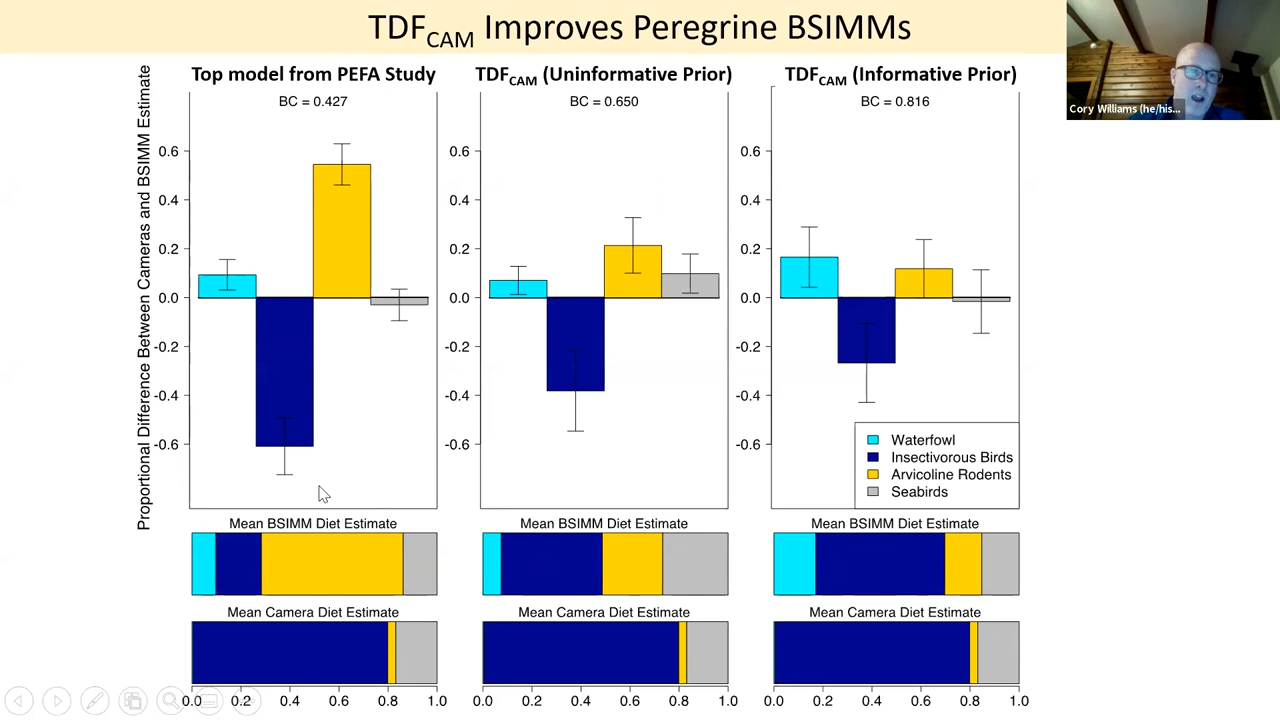 TDFCAM Improves Peregrine BSIMMs
Cory Williams (he/his...
Top model from PEFA Study
TDFCAM (Uninformative Prior)
TDFCAM (Informative Prior)
BC = 0.427
BC = 0.650
BC = 0.816
Proportional Difference Between Cameras and BSIMM Estimate
0.6
0.4
0.2
0.0
-0.2
-0.4
-0.6
0.6
0.4
0.2
0.0
-0.2
-0.4
-0.6
0.6
0.4
0.2
0.0
-0.2
-0.4
-0.6
Waterfowl
Insectivorous Birds
Arvicoline Rodents
Seabirds
Mean BSIMM Diet Estimate
Mean BSIMM Diet Estimate
Mean BSIMM Diet Estimate
Mean Camera Diet Estimate
Mean Camera Diet Estimate
Mean Camera Diet Estimate
0.0 0.2 0.4 0.6 0.8 1.0
0.0 0.2 0.4 0.6 0.8 1.0
0.0 0.2 0.4 0.6 0.8 1.0